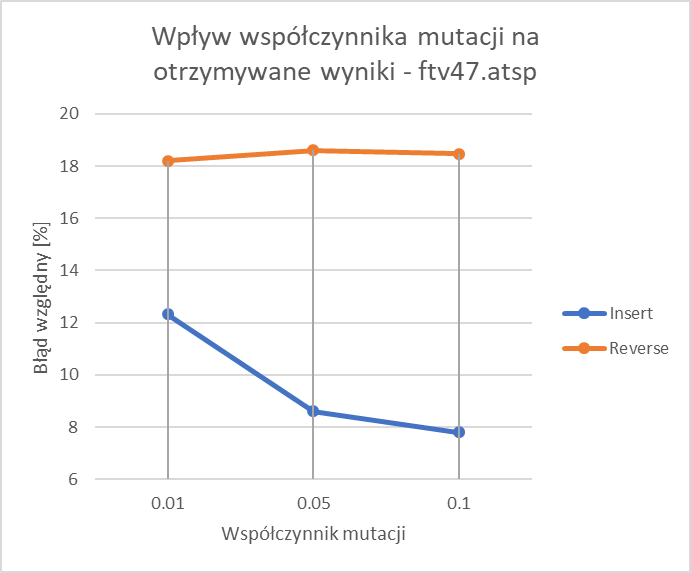 Wpływ współczynnika mutacji na
otrzymywane wyniki - ftv47.atsp
20
18
16
14
12
10
8
6
Błąd względny [%]
0.01
0.05
0.1
Współczynnik mutacji
Insert
Reverse